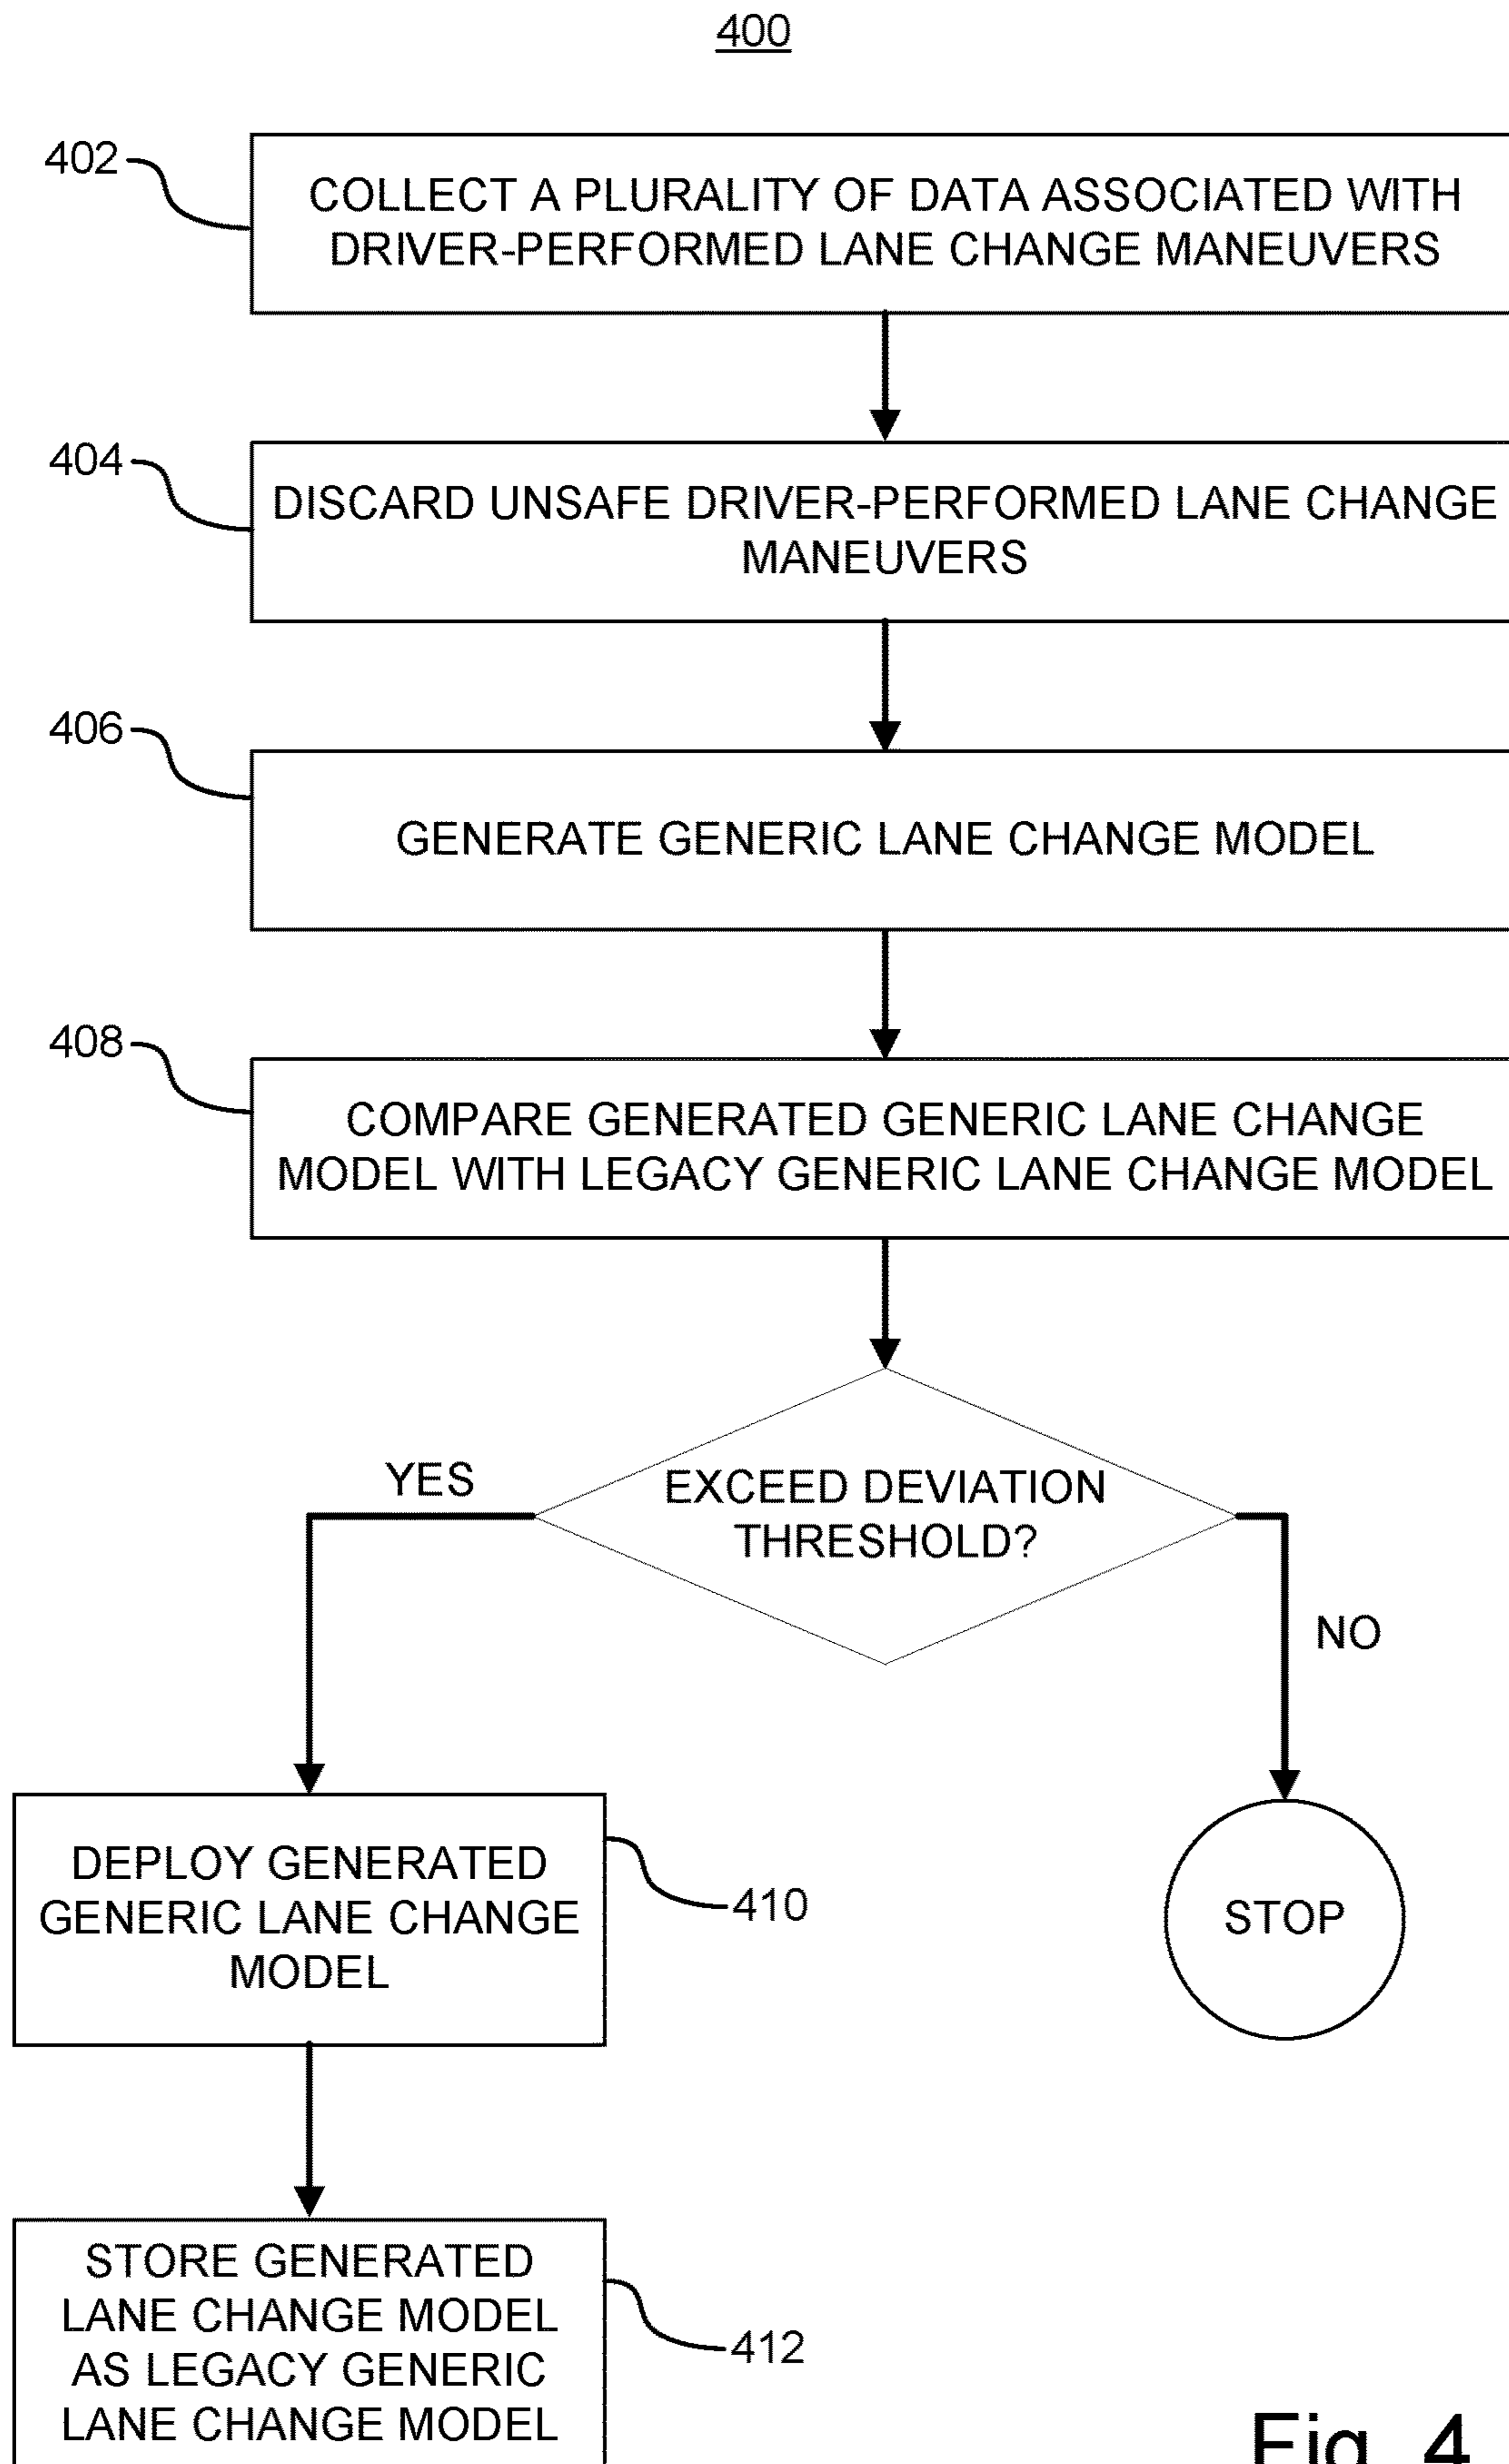 400
402
COLLECT A PLURALITY OF DATA ASSOCIATED WITH
DRIVER-PERFORMED LANE CHANGE MANEUVERS
404
DISCARD UNSAFE DRIVER-PERFORMED LANE CHANGE
MANEUVERS
406
GENERATE GENERIC LANE CHANGE MODEL
408
COMPARE GENERATED GENERIC LANE CHANGE
MODEL WITH LEGACY GENERIC LANE CHANGE MODEL
EXCEED DEVIATION
THRESHOLD?
YES
NO
DEPLOY GENERATED
GENERIC LANE CHANGE
MODEL
410
STOP
STORE GENERATED
LANE CHANGE MODEL
AS LEGACY GENERIC
LANE CHANGE MODEL
412
Fig. 4